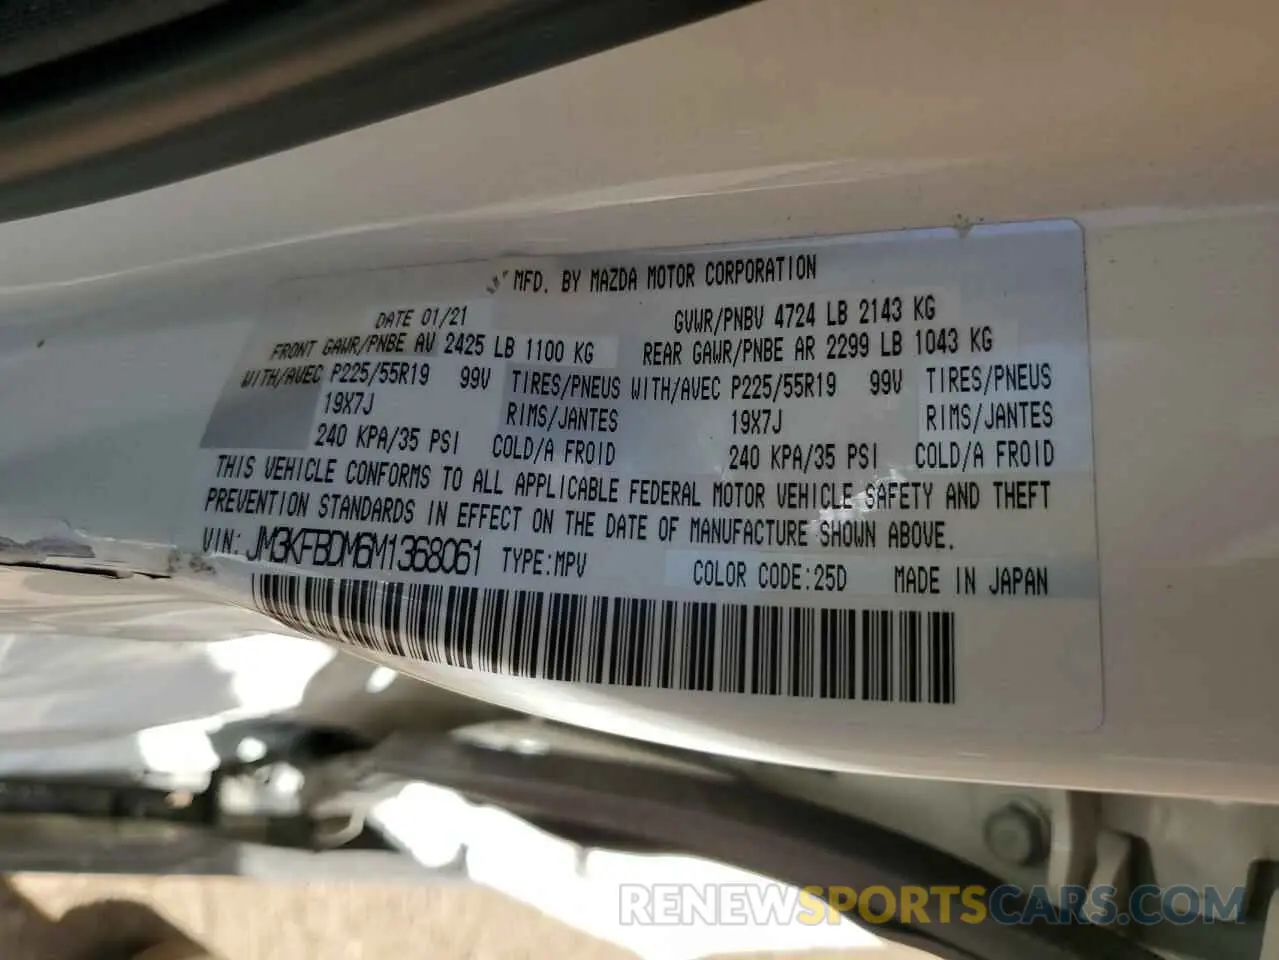 MFD. BY MAZDA MOTOR CORPORATION
DATE 01/21 GVWR/PNBV 4724 LB 2143 KG
FRONT GAWR/PNBE AV 2425 LB 1100 KG REAR GAWR/PNBE AR 2299 LB 1043 KG
WITH/AVEC P225/55R19 99V TIRES/PNEUS WITH/AVEC P225/55R19 99V TIRES/PNEUS
19X7J RIMS/JANTES 19X7J RIMS/JANTES
240 KPA/35 PSI COLD/A FROID 240 KPA/35 PSI COLD/A FROID
THIS VEHICLE CONFORMS TO ALL APPLICABLE FEDERAL MOTOR VEHICLE SAFETY AND THEFT
PREVENTION STANDARDS IN EFFECT ON THE DATE OF MANUFACTURE SHOWN ABOVE.
VIN: JM3KFBDM6M1368061 TYPE:MPV COLOR CODE:25D MADE IN JAPAN
RENEWSPORTSCARS.COM